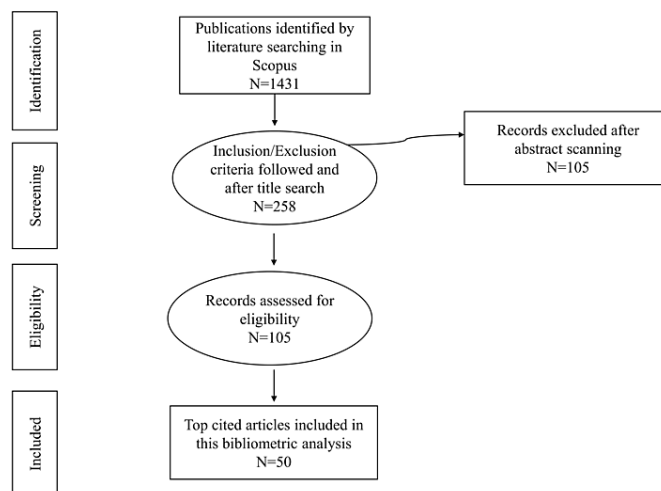 Identification
Publications identified by
literature searching in
Scopus
N=1431
Screening
Inclusion/Exclusion
criteria followed and
after title search
N=258
Records excluded after
abstract scanning
N=105
Eligibility
Records assessed for
eligibility
N=105
Included
Top cited articles included in
this bibliometric analysis
N=50